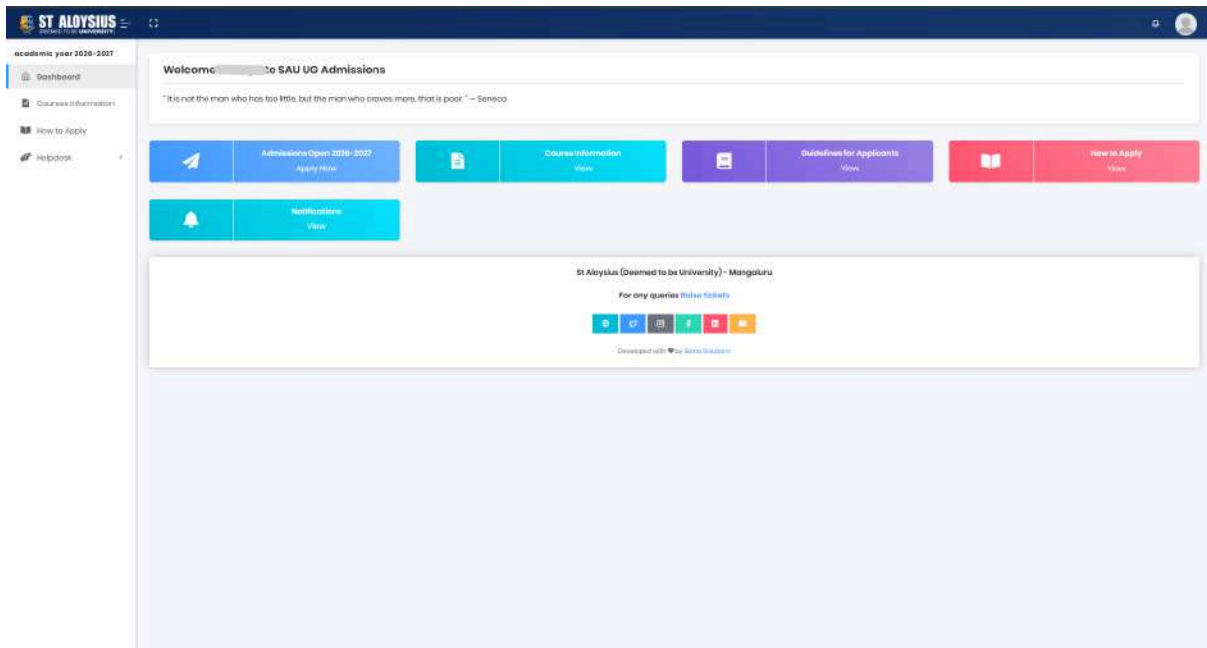 ST ALOYSIUS
(DEEMED TO BE UNIVERSITY)
academic year 2026-2027
Dashboard
Courses Information
How to Apply
Helpdesk
Welcome to SAU UG Admissions
"It is not the man who has too little, but the man who craves more, that is poor." – Seneca
Admissions Open 2026-2027
Apply Now
Course Information
View
Guidelines for Applicants
View
How to Apply
View
Notifications
View
St Aloysius (Deemed to be University) - Mangaluru
For any queries Raise tickets
Developed with ♥ by